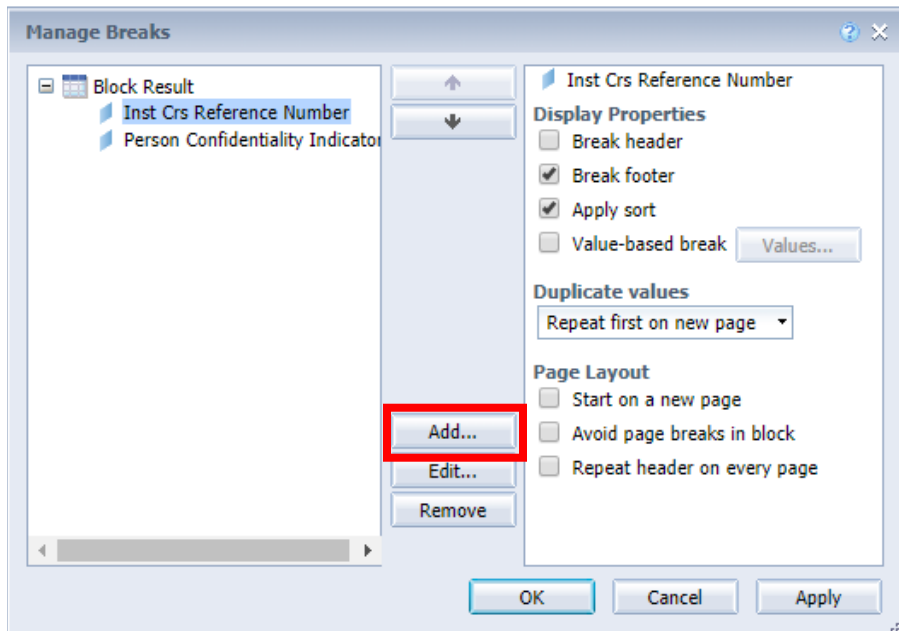 Manage Breaks
Block Result
Inst Crs Reference Number
Person Confidentiality Indicator
Add...
Edit...
Remove
Inst Crs Reference Number
Display Properties
Break header
Break footer
Apply sort
Value-based break Values...
Duplicate values
Repeat first on new page
Page Layout
Start on a new page
Avoid page breaks in block
Repeat header on every page
OK Cancel Apply